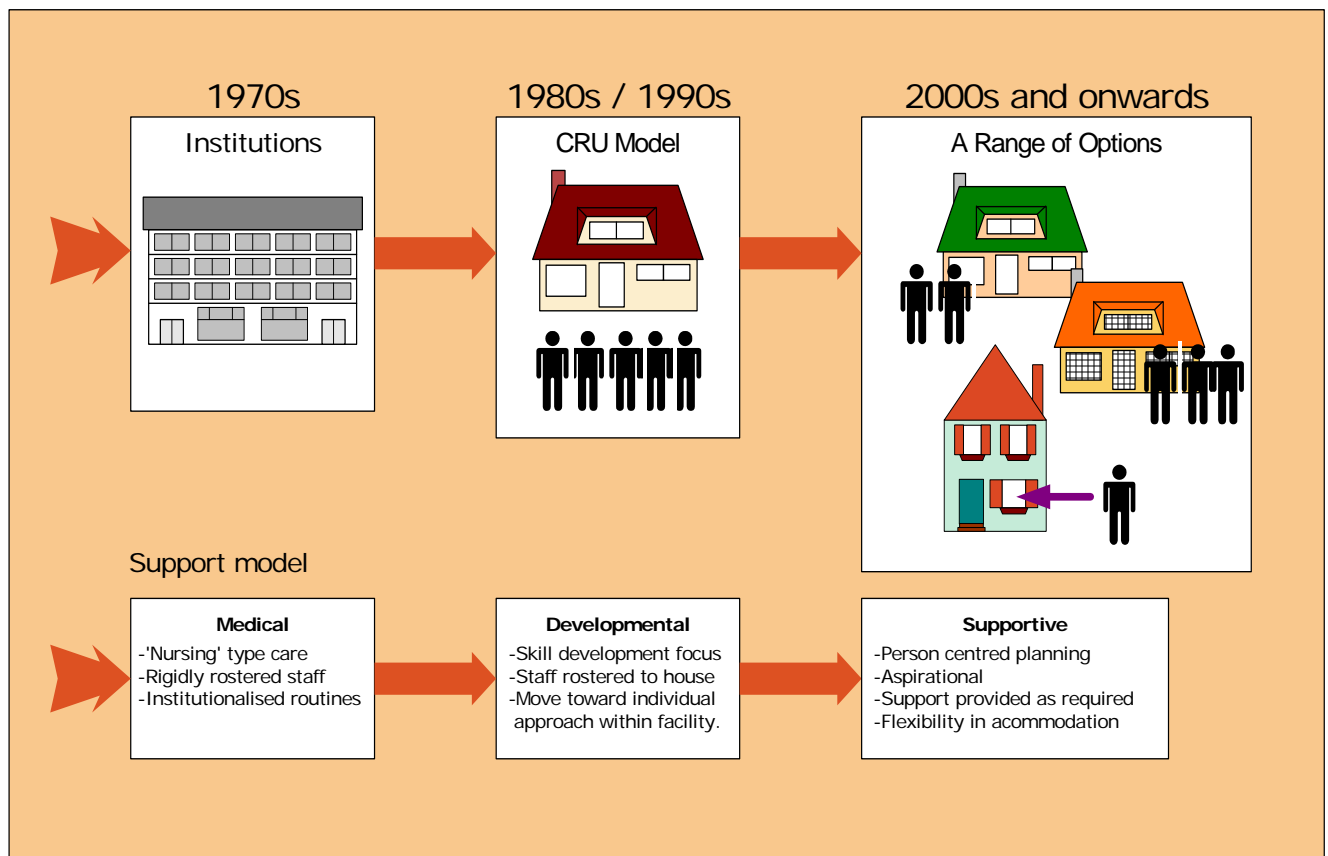 1970s
1980s / 1990s
2000s and onwards
Institutions
CRU Model
A Range of Options
Support model
Medical
-'Nursing' type care
-Rigidly rostered staff
-Institutionalised routines
Developmental
-Skill development focus
-Staff rostered to house
-Move toward individual
approach within facility.
Supportive
-Person centred planning
-Aspirational
-Support provided as required
-Flexibility in acommodation